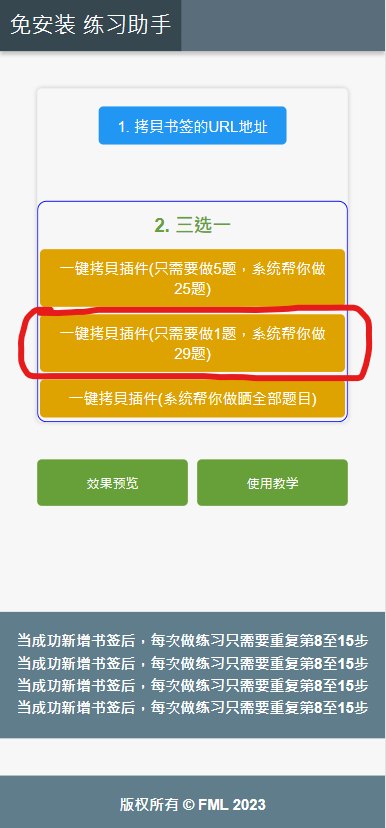 免安装 练习助手
1. 拷貝书签的URL地址
2. 三选一
一键拷貝插件(只需要做5题，系统帮你做
25题)
一键拷貝插件(只需要做1题，系统帮你做
29题)
一键拷貝插件(系统帮你做晒全部题目)
效果预览
使用教学
当成功新增书签后，每次做练习只需要重复第8至15步
当成功新增书签后，每次做练习只需要重复第8至15步
当成功新增书签后，每次做练习只需要重复第8至15步
当成功新增书签后，每次做练习只需要重复第8至15步
版权所有 © FML 2023